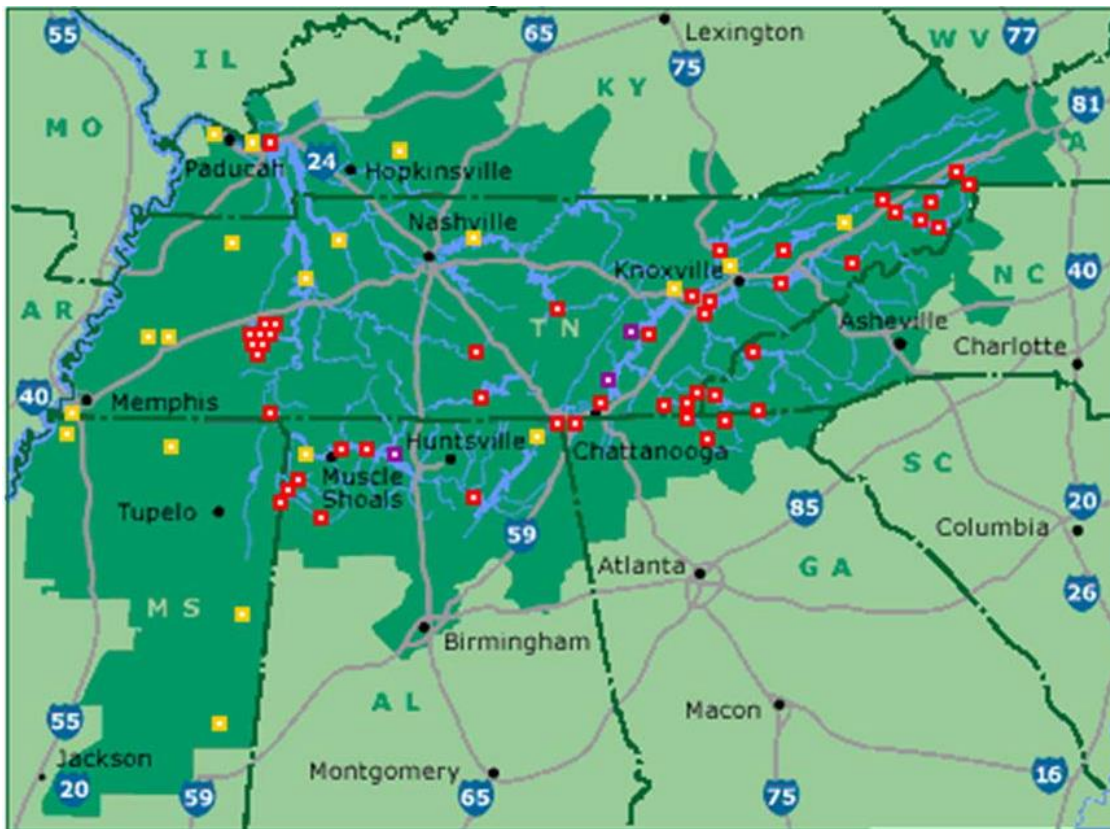 55
65
Lexington
W V
77
I L
75
K Y
M O
81
A
Paducah
24
Hopkinsville
Nashville
Knoxville
N C
40
A R
T N
Asheville
Charlotte
40
Memphis
Huntsville
Chattanooga
Muscle
Shoals
S C
Tupelo
85
20
59
Columbia
Atlanta
G A
26
M S
Birmingham
A L
Macon
55
Jackson
Montgomery
16
20
59
65
75